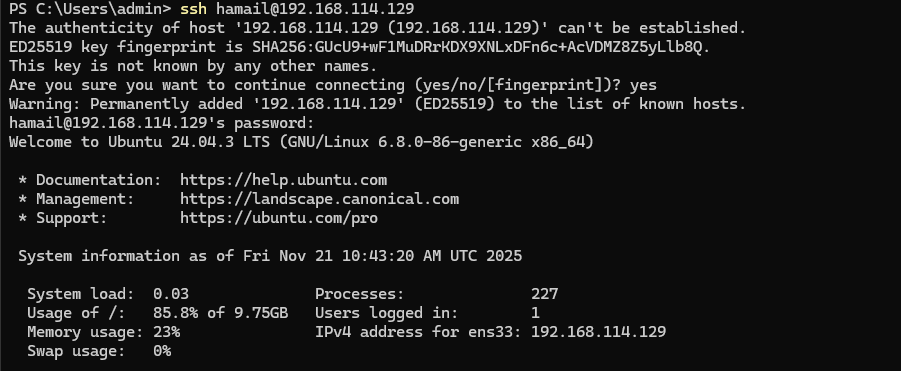 PS C:\Users\admin> ssh hamail@192.168.114.129
The authenticity of host '192.168.114.129 (192.168.114.129)' can't be established.
ED25519 key fingerprint is SHA256:GUcU9+wF1MuDRrKDX9XNLxDFn6c+AcVDMZ8Z5yLlb8Q.
This key is not known by any other names.
Are you sure you want to continue connecting (yes/no/[fingerprint])? yes
Warning: Permanently added '192.168.114.129' (ED25519) to the list of known hosts.
hamail@192.168.114.129's password:
Welcome to Ubuntu 24.04.3 LTS (GNU/Linux 6.8.0-86-generic x86_64)

 * Documentation:  https://help.ubuntu.com
 * Management:     https://landscape.canonical.com
 * Support:        https://ubuntu.com/pro

 System information as of Fri Nov 21 10:43:20 AM UTC 2025

  System load:  0.03              Processes:              227
  Usage of /:   85.8% of 9.75GB   Users logged in:        1
  Memory usage: 23%               IPv4 address for ens33: 192.168.114.129
  Swap usage:   0%